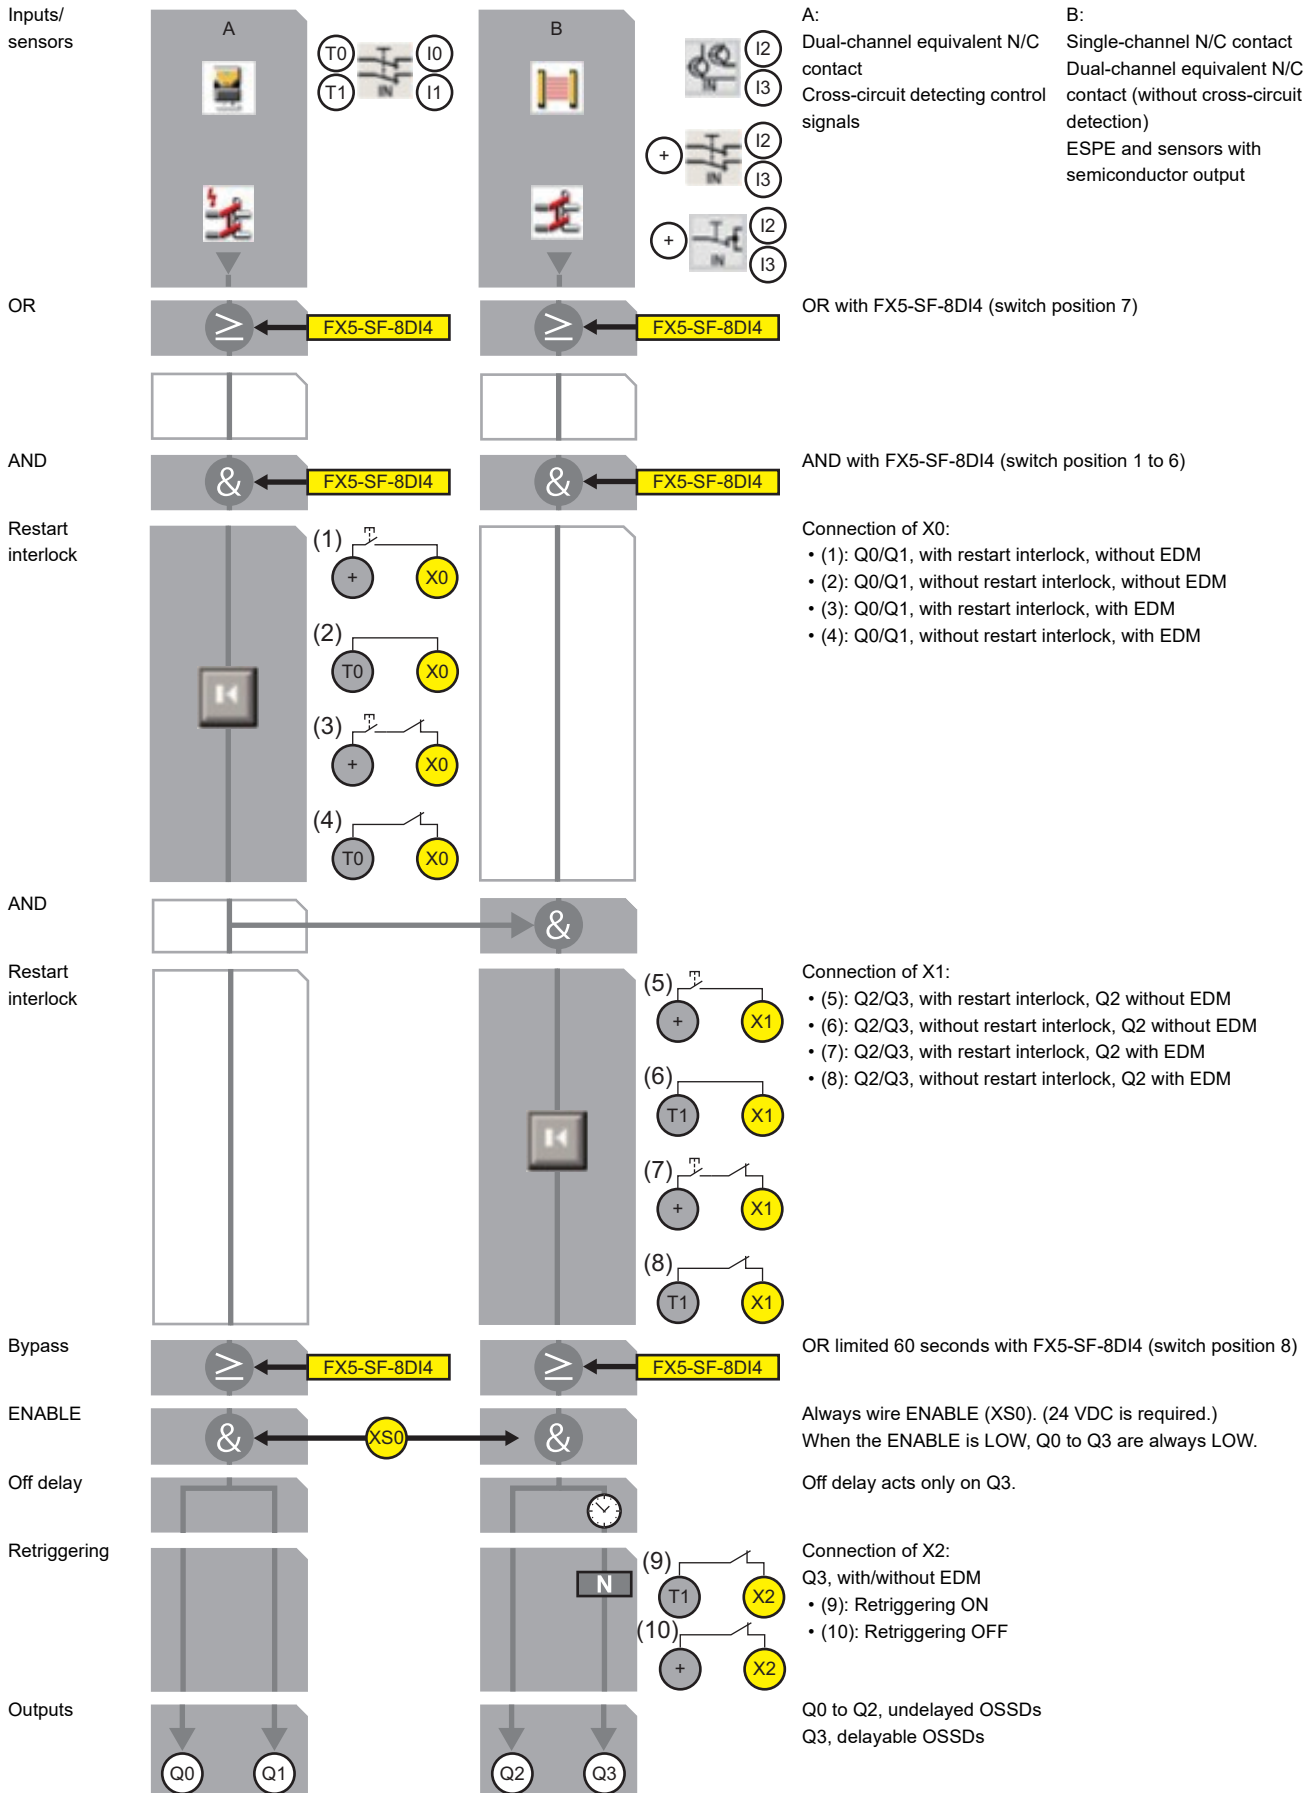 Inputs/
sensors
A
T0
I0
T1
I1
IN
B
IN
I2
I3
+
IN
I2
I3
+
IN
I2
I3
A:
Dual-channel equivalent N/C
contact
Cross-circuit detecting control
signals
B:
Single-channel N/C contact
Dual-channel equivalent N/C
contact (without cross-circuit
detection)
ESPE and sensors with
semiconductor output
OR
≥
FX5-SF-8DI4
≥
FX5-SF-8DI4
OR with FX5-SF-8DI4 (switch position 7)
AND
&
FX5-SF-8DI4
&
FX5-SF-8DI4
AND with FX5-SF-8DI4 (switch position 1 to 6)
Restart
interlock
(1)
+
X0
(2)
T0
X0
(3)
+
X0
(4)
T0
X0
Connection of X0:
• (1): Q0/Q1, with restart interlock, without EDM
• (2): Q0/Q1, without restart interlock, without EDM
• (3): Q0/Q1, with restart interlock, with EDM
• (4): Q0/Q1, without restart interlock, with EDM
AND
&
Restart
interlock
(5)
+
X1
(6)
T1
X1
(7)
+
X1
(8)
T1
X1
Connection of X1:
• (5): Q2/Q3, with restart interlock, Q2 without EDM
• (6): Q2/Q3, without restart interlock, Q2 without EDM
• (7): Q2/Q3, with restart interlock, Q2 with EDM
• (8): Q2/Q3, without restart interlock, Q2 with EDM
Bypass
≥
FX5-SF-8DI4
≥
FX5-SF-8DI4
OR limited 60 seconds with FX5-SF-8DI4 (switch position 8)
ENABLE
&
XS0
&
Always wire ENABLE (XS0). (24 VDC is required.)
When the ENABLE is LOW, Q0 to Q3 are always LOW.
Off delay
Off delay acts only on Q3.
Retriggering
N
(9)
T1
X2
(10)
+
X2
Connection of X2:
Q3, with/without EDM
• (9): Retriggering ON
• (10): Retriggering OFF
Outputs
Q0
Q1
Q2
Q3
Q0 to Q2, undelayed OSSDs
Q3, delayable OSSDs